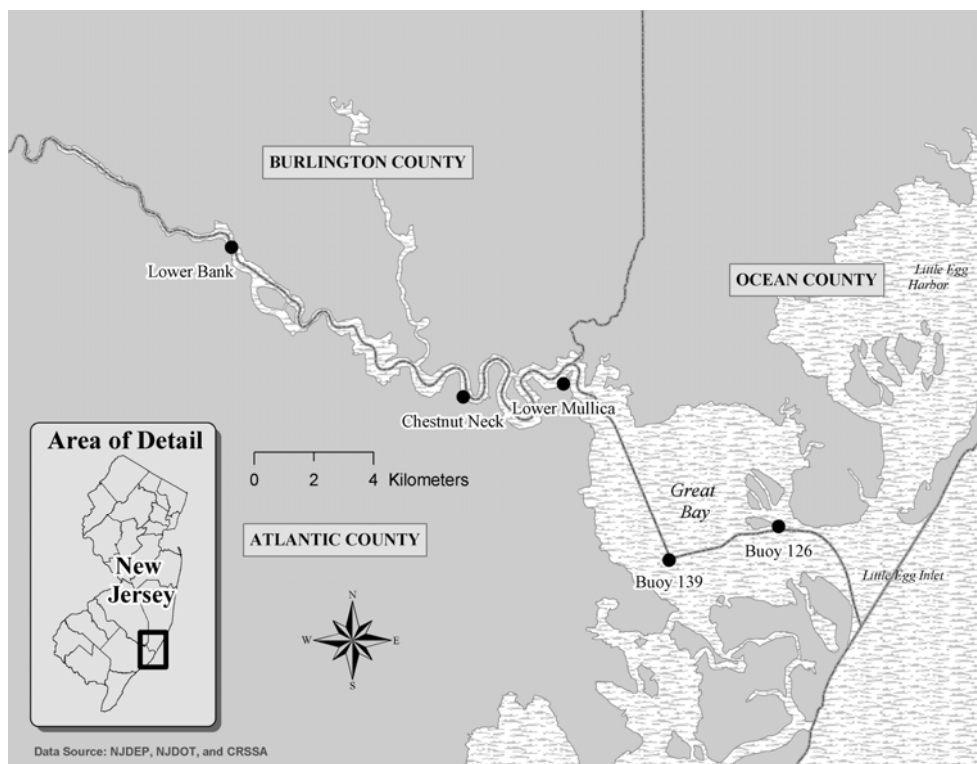 BURLINGTON COUNTY
Lower Bank
OCEAN COUNTY
Little Egg
Harbor
Chestnut Neck
Lower Mullica
Area of Detail
0 2 4 Kilometers
Great
Bay
ATLANTIC COUNTY
Buoy 126
Buoy 139
Little Egg Inlet
New
Jersey
N
W E
S
Data Source: NJDEP, NJDOT, and CRSSA